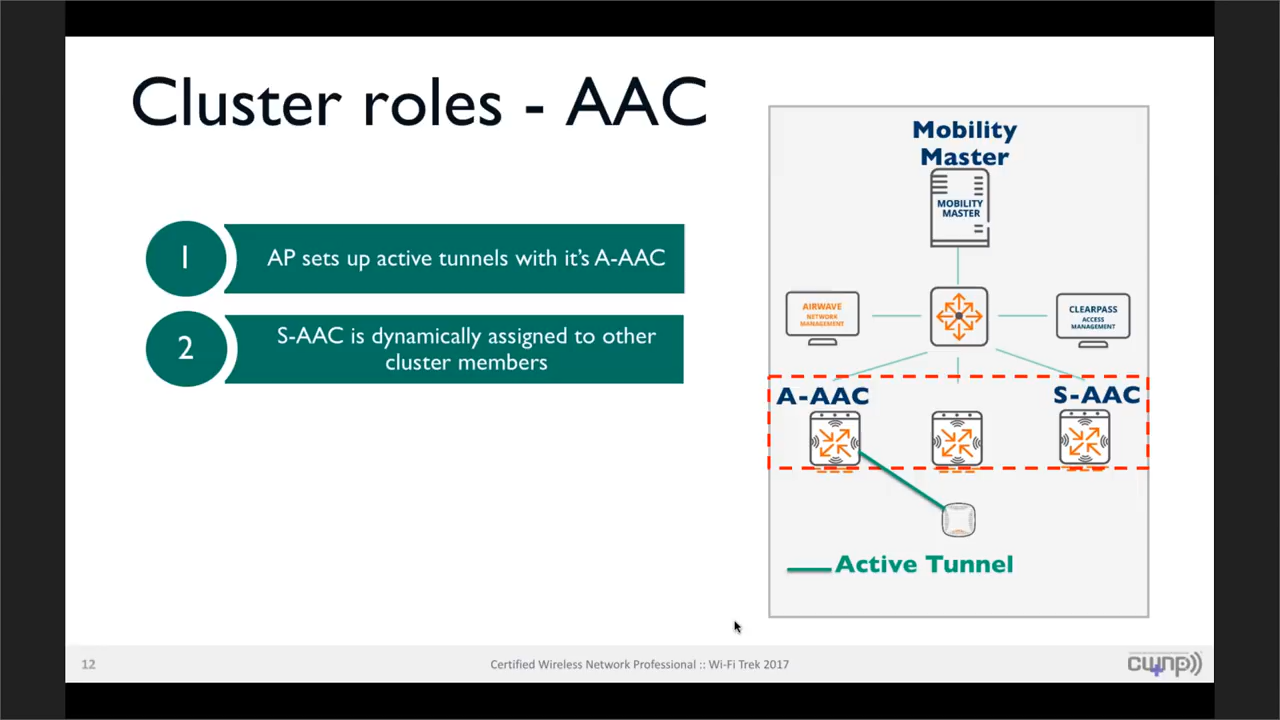 Cluster roles - AAC
1
AP sets up active tunnels with it's A-AAC
2
S-AAC is dynamically assigned to other
cluster members
Mobility
Master
MOBILITY
MASTER
AIRWAVE
NETWORK
MANAGEMENT
CLEARPASS
ACCESS
MANAGEMENT
A-AAC
S-AAC
Active Tunnel
12
Certified Wireless Network Professional :: Wi-Fi Trek 2017
cwnp